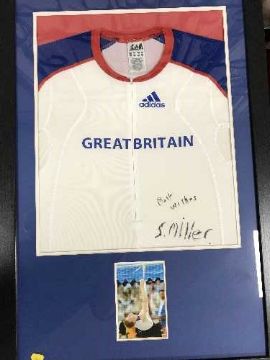 adidas
GREAT BRITAIN
Best
wishes
S. Miller.